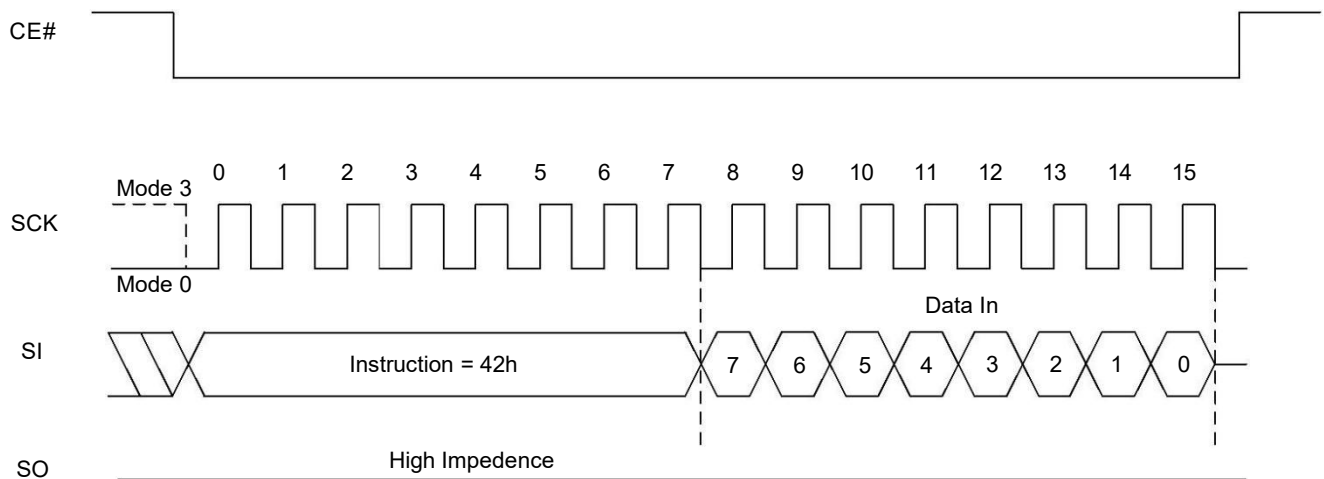 CE#
0 1 2 3 4 5 6 7 8 9 10 11 12 13 14 15
Mode 3
SCK
Mode 0
Data In
SI
Instruction = 42h
7 6 5 4 3 2 1 0
High Impedence
SO